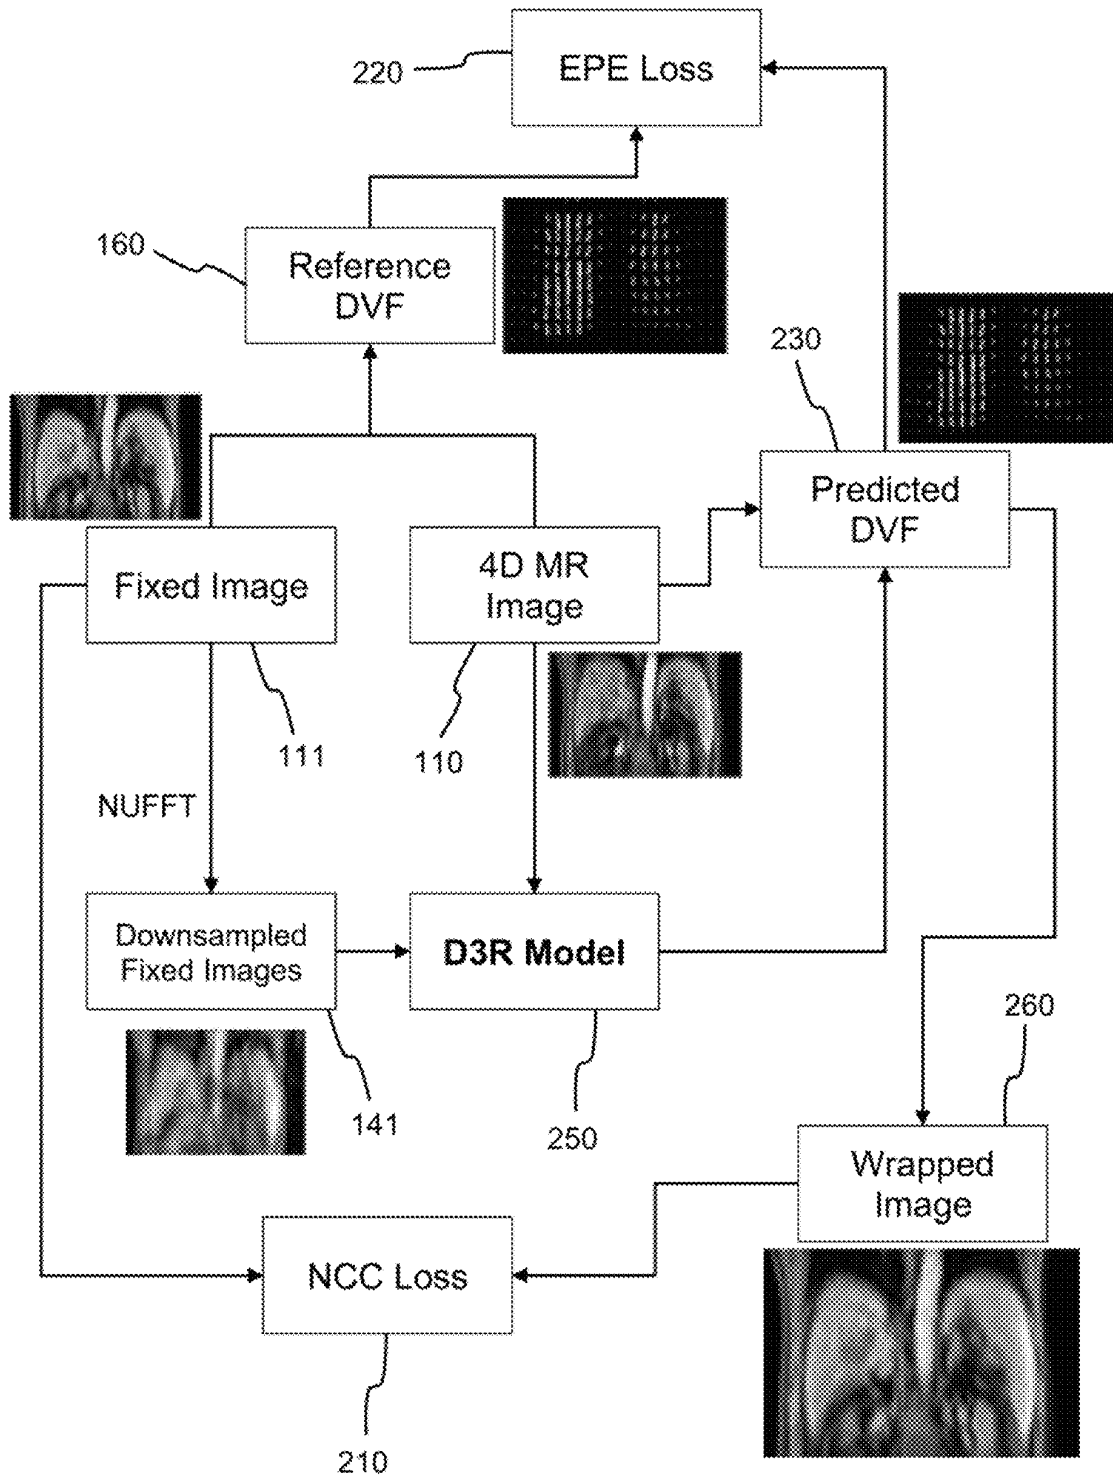 220
EPE Loss
160
Reference
DVF
230
Predicted
DVF
Fixed Image
4D MR
Image
111
110
NUFFT
Downsampled
Fixed Images
D3R Model
141
250
260
Wrapped
Image
NCC Loss
210